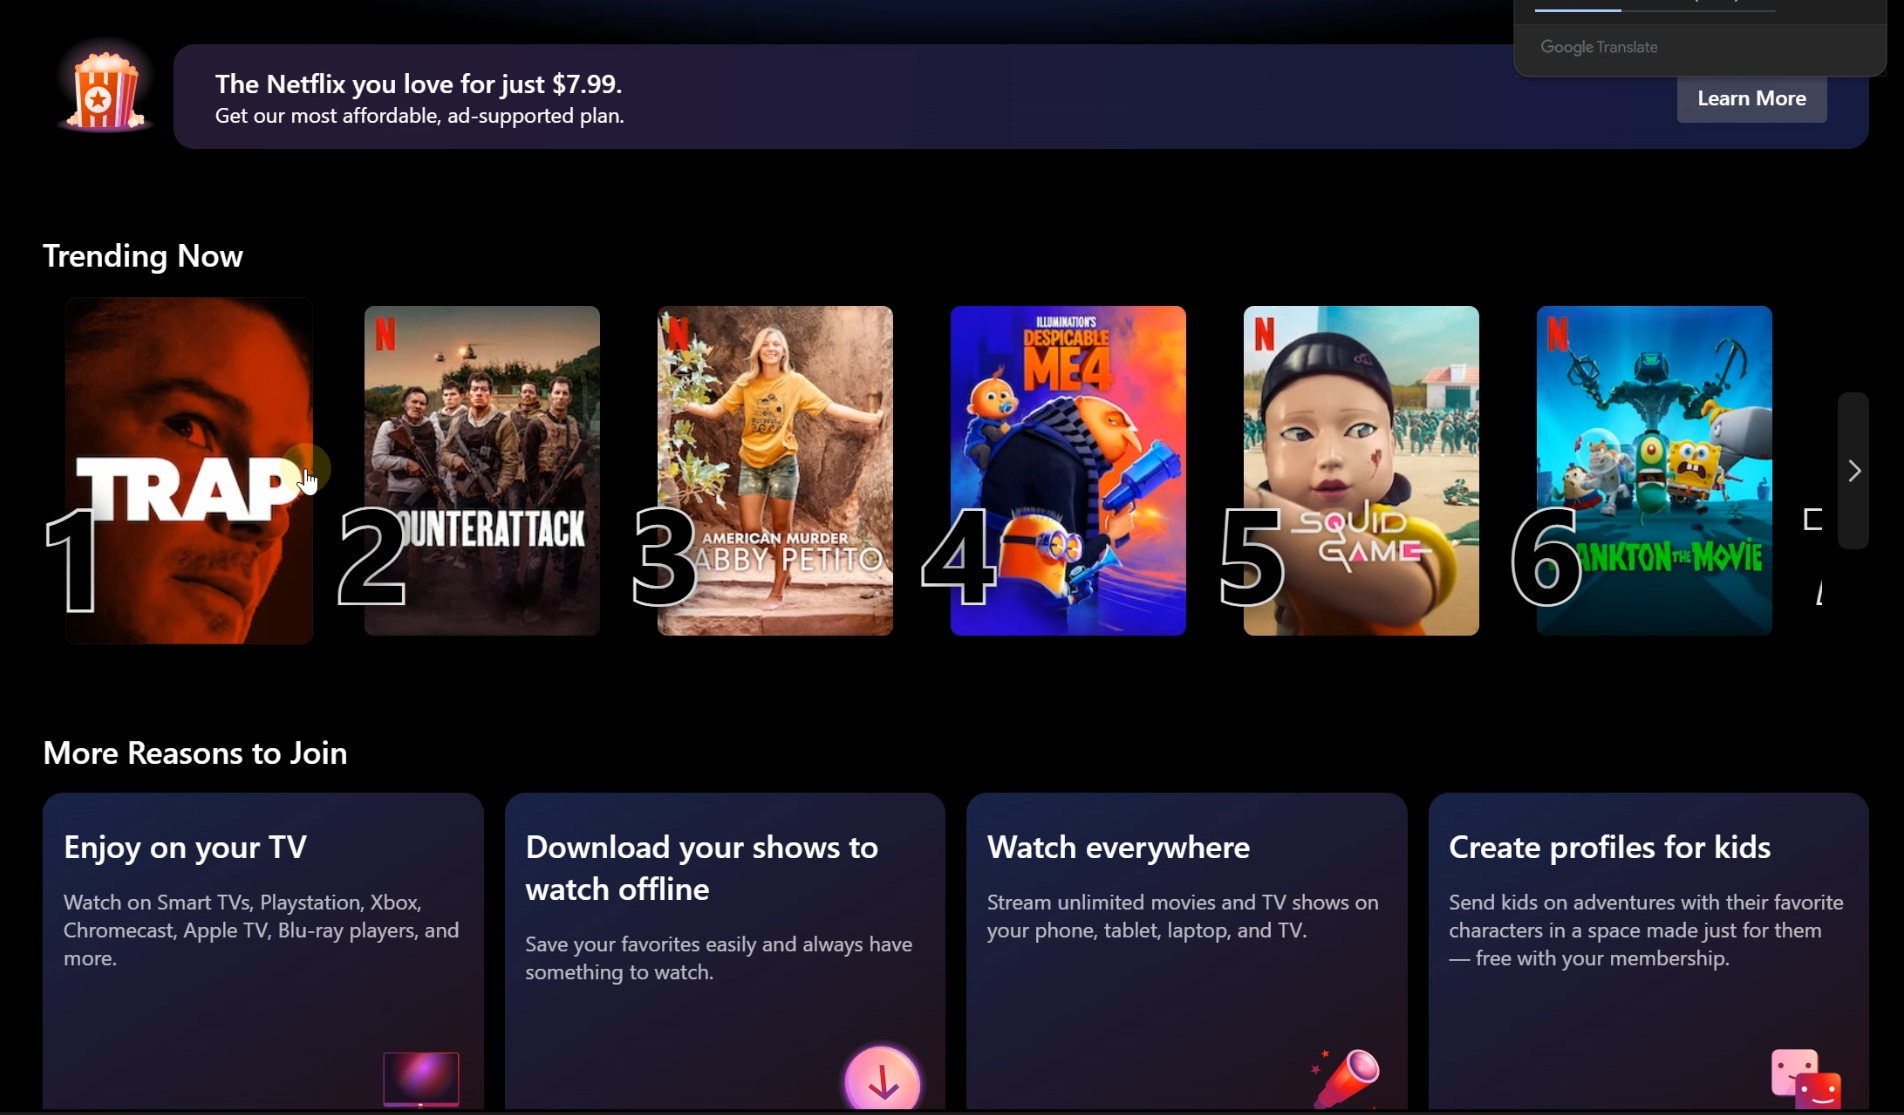 Google Translate
The Netflix you love for just $7.99.
Get our most affordable, ad-supported plan.
Learn More
Trending Now
TRAP
1
N
OUNTERATTACK
2
N
AMERICAN MURDER
ABBY PETITO
3
ILLUMINATION'S
DESPICABLE
ME4
4
N
SQUID
GAME
5
N
ANKTON THE MOVIE
6
More Reasons to Join
Enjoy on your TV
Watch on Smart TVs, Playstation, Xbox,
Chromecast, Apple TV, Blu-ray players, and
more.
Download your shows to
watch offline
Save your favorites easily and always have
something to watch.
Watch everywhere
Stream unlimited movies and TV shows on
your phone, tablet, laptop, and TV.
Create profiles for kids
Send kids on adventures with their favorite
characters in a space made just for them
— free with your membership.